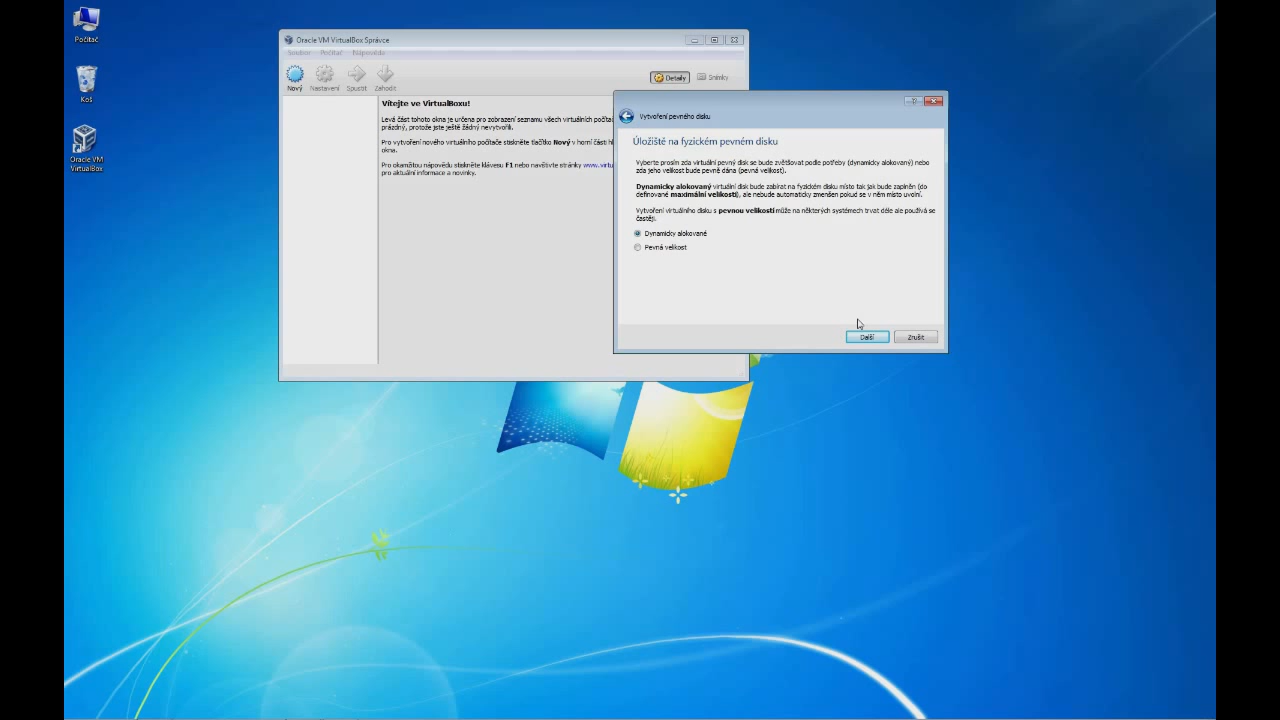 Počítač
Koš
Oracle VM
VirtualBox
Oracle VM VirtualBox Správce
Soubor Počítač Nápověda
Nový Nastavení Spustit Zahodit
Detaily Snímky
Vítejte ve VirtualBoxu!
Levá část tohoto okna je určena pro zobrazení seznamu všech virtuálních počíta
prázdný, protože jste ještě žádný nevytvořili.
Pro vytvoření nového virtuálního počítače stiskněte tlačítko Nový v horní části hl
okna.
Pro okamžitou nápovědu stiskněte klávesu F1 nebo navštivte stránky www.virtu
pro aktuální informace a novinky.
Vytvoření pevného disku
Úložiště na fyzickém pevném disku
Vyberte prosím zda virtuální pevný disk se bude zvětšovat podle potřeby (dynamicky alokovaný) nebo
zda jeho velikost bude pevně dána (pevná velikost).
Dynamicky alokovaný virtuální disk bude zabírat na fyzickém disku místo tak jak bude zaplněn (do
definované maximální velikosti), ale nebude automaticky zmenšen pokud se v něm místo uvolní.
Vytvoření virtuálního disku s pevnou velikostí může na některých systémech trvat déle ale používá se
častěji.
Dynamicky alokované
Pevná velikost
Další Zrušit